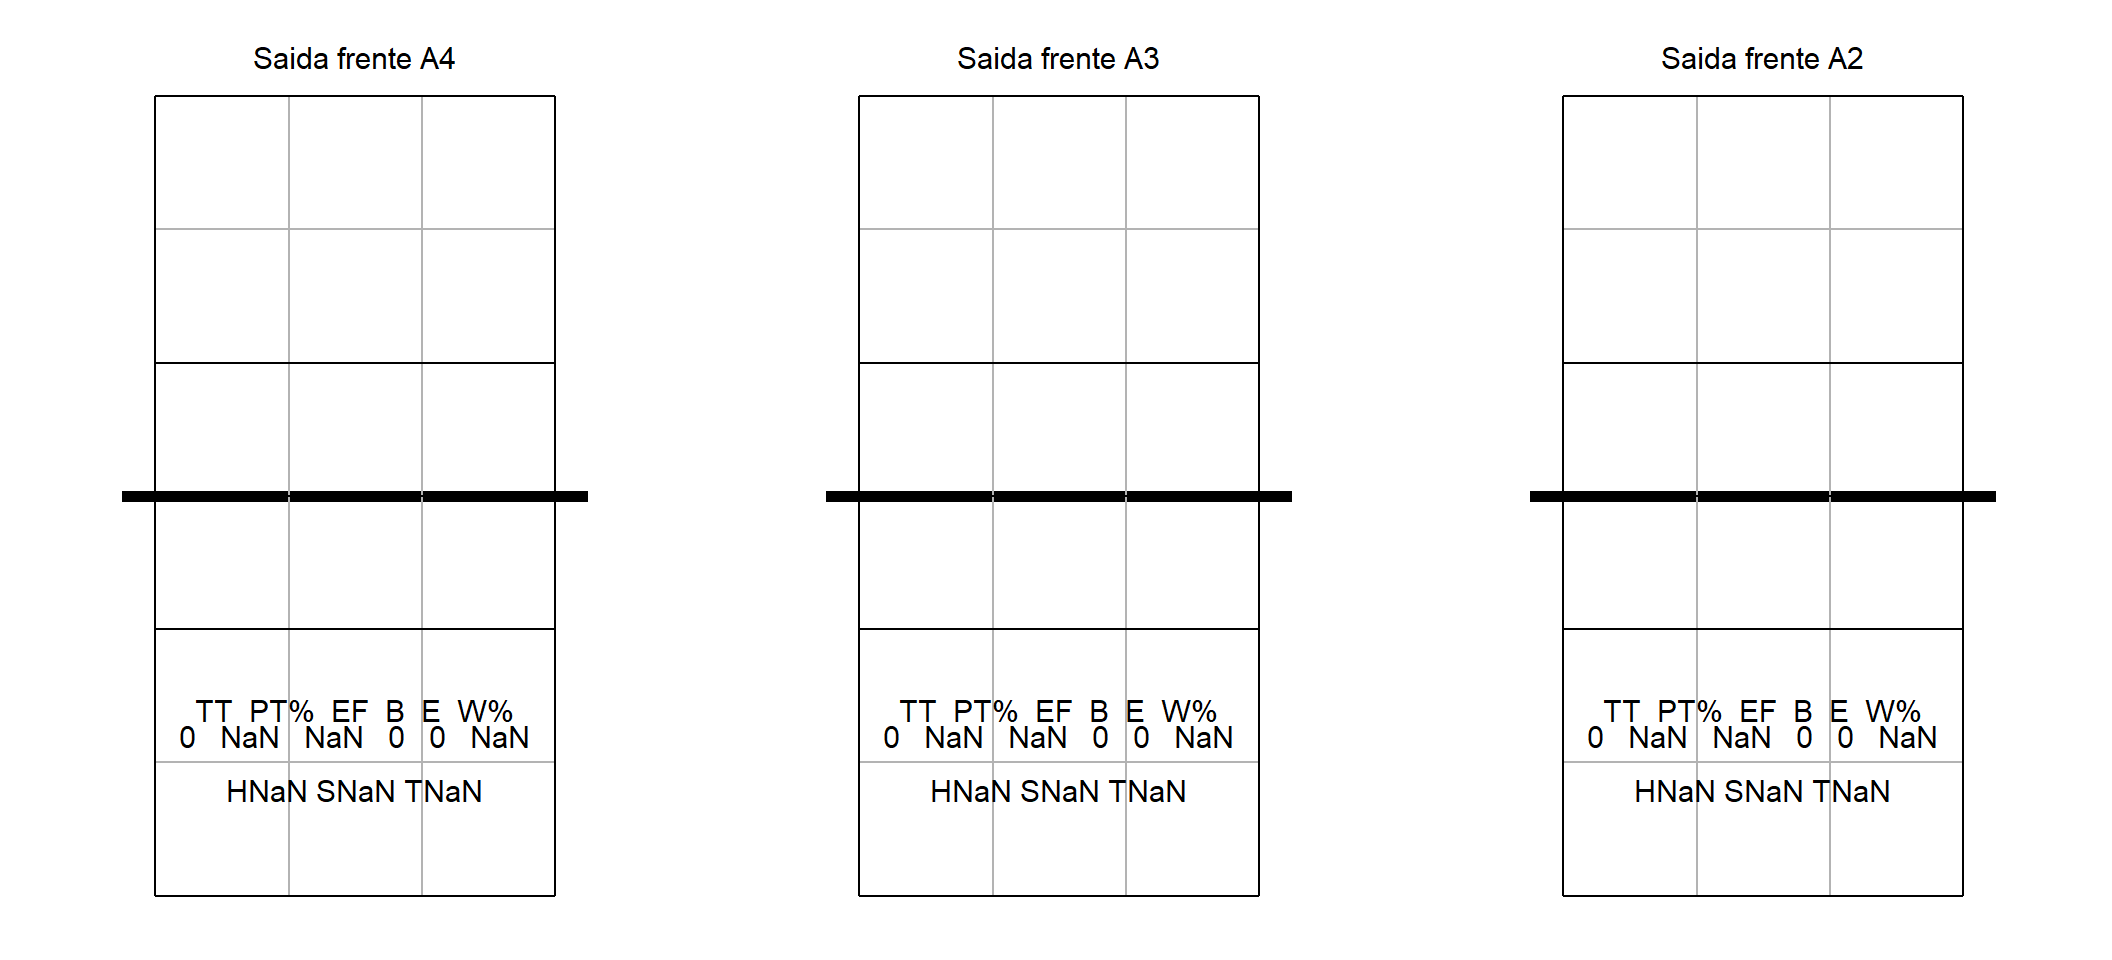 Saida frente A4
TT PT% EF B E W%
0 NaN NaN 0 0 NaN
HNaN SNaN TNaN
Saida frente A3
TT PT% EF B E W%
0 NaN NaN 0 0 NaN
HNaN SNaN TNaN
Saida frente A2
TT PT% EF B E W%
0 NaN NaN 0 0 NaN
HNaN SNaN TNaN